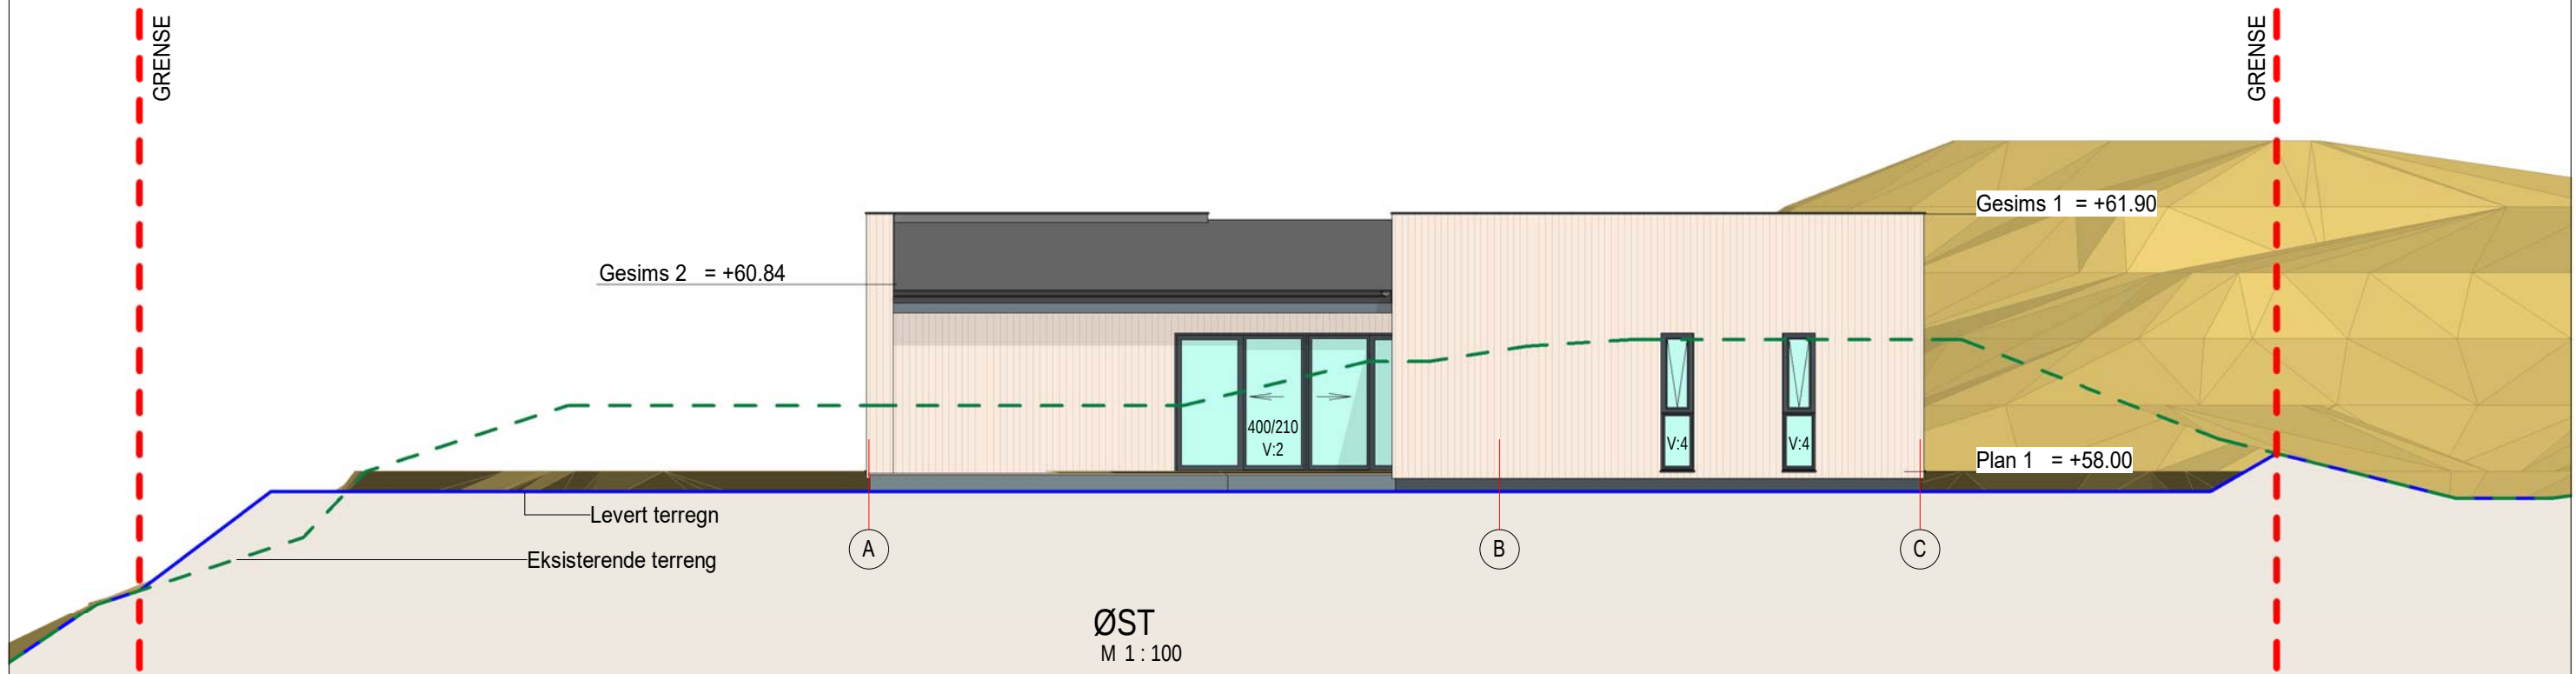 GRENSE
GRENSE
Gesims 1 = +61.90
Gesims 2 = +60.84
400/210
V:2
V:4
V:4
Plan 1 = +58.00
Levert terregn
Eksisterende terreng
A
B
C
ØST
M 1 : 100